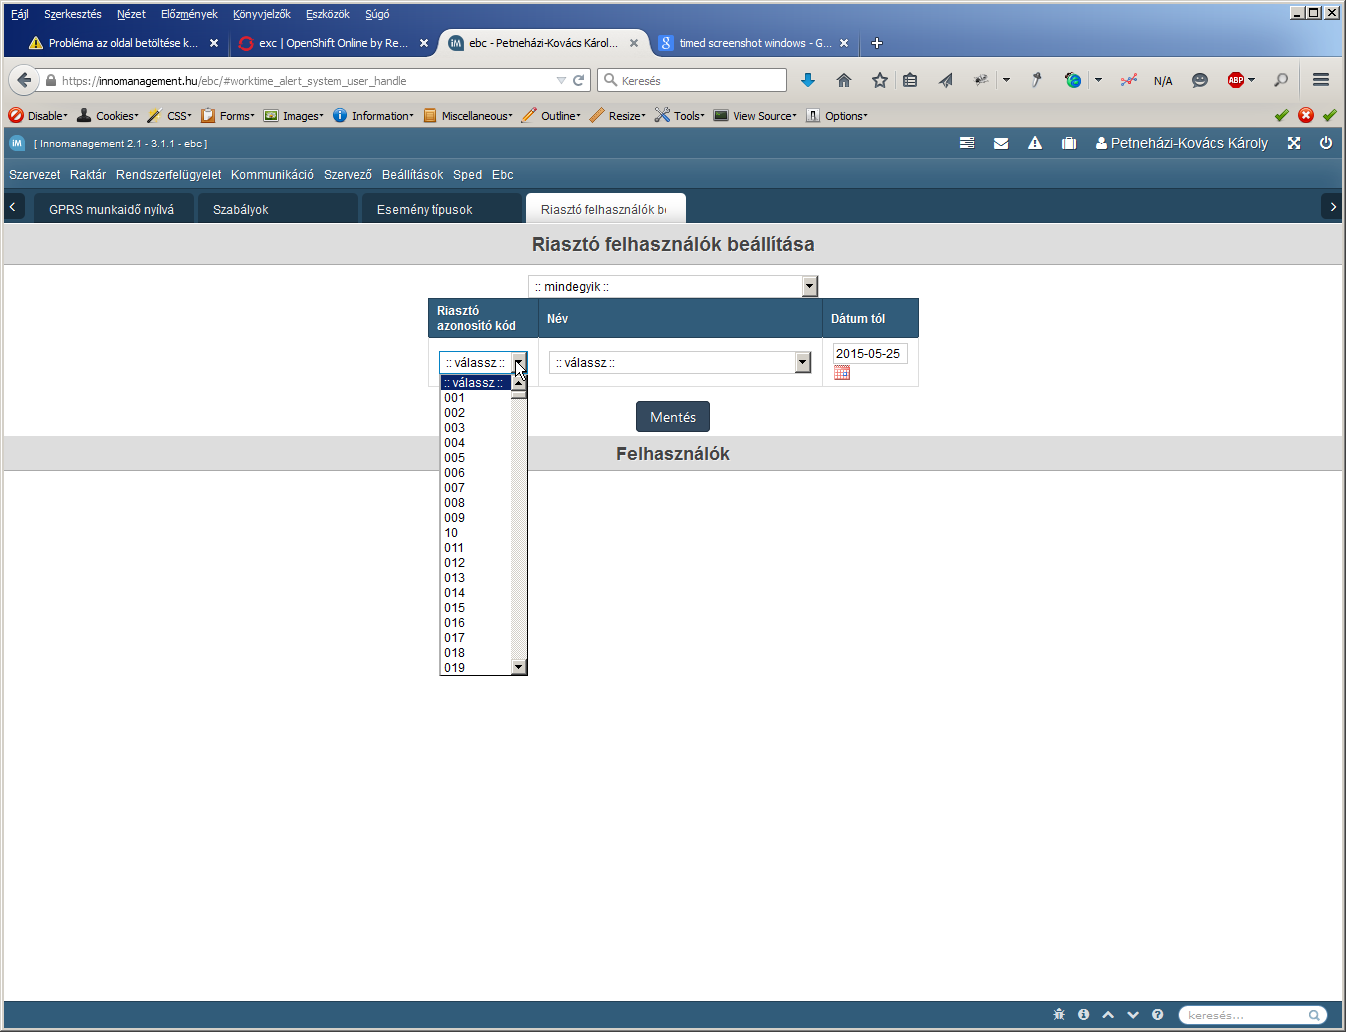 Fájl Szerkesztés Nézet Előzmények Könyvjelzők Eszközök Súgó
Probléma az oldal betöltése k... exc | OpenShift Online by Re... ebc - Petneházi-Kovács Károl... timed screenshot windows - G...
https://innomanagement.hu/ebc/#worktime_alert_system_user_handle Keresés N/A ABP
Disable Cookies CSS Forms Images Information Miscellaneous Outline Resize Tools View Source Options
iM [ Innomanagement 2.1 - 3.1.1 - ebc ] Petneházi-Kovács Károly
Szervezet Raktár Rendszerfelügyelet Kommunikáció Szervező Beállítások Sped Ebc
GPRS munkaidő nyilvá Szabályok Esemény típusok Riasztó felhasználók be
Riasztó felhasználók beállítása
:: mindegyik ::
Riasztó azonosító kód Név Dátum tól
:: válassz :: :: válassz :: 2015-05-25
:: válassz ::
001
002
003
004
005
006
007
008
009
10
011
012
013
014
015
016
017
018
019
Mentés
Felhasználók
keresés...